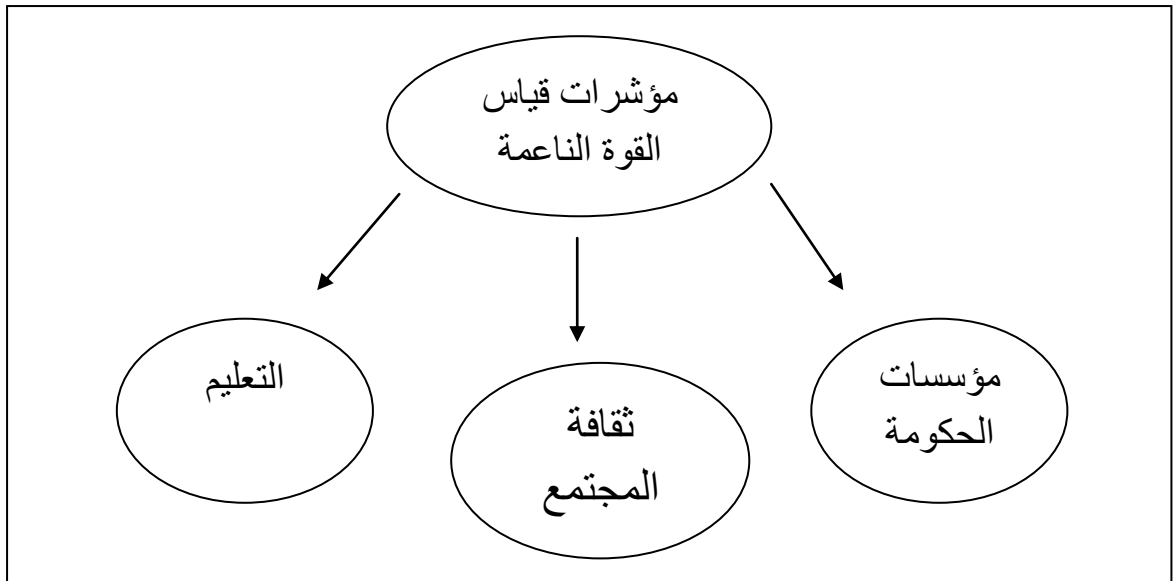 مؤشرات قياس
القوة الناعمة
مؤسسات
الحكومة
ثقافة
المجتمع
التعليم